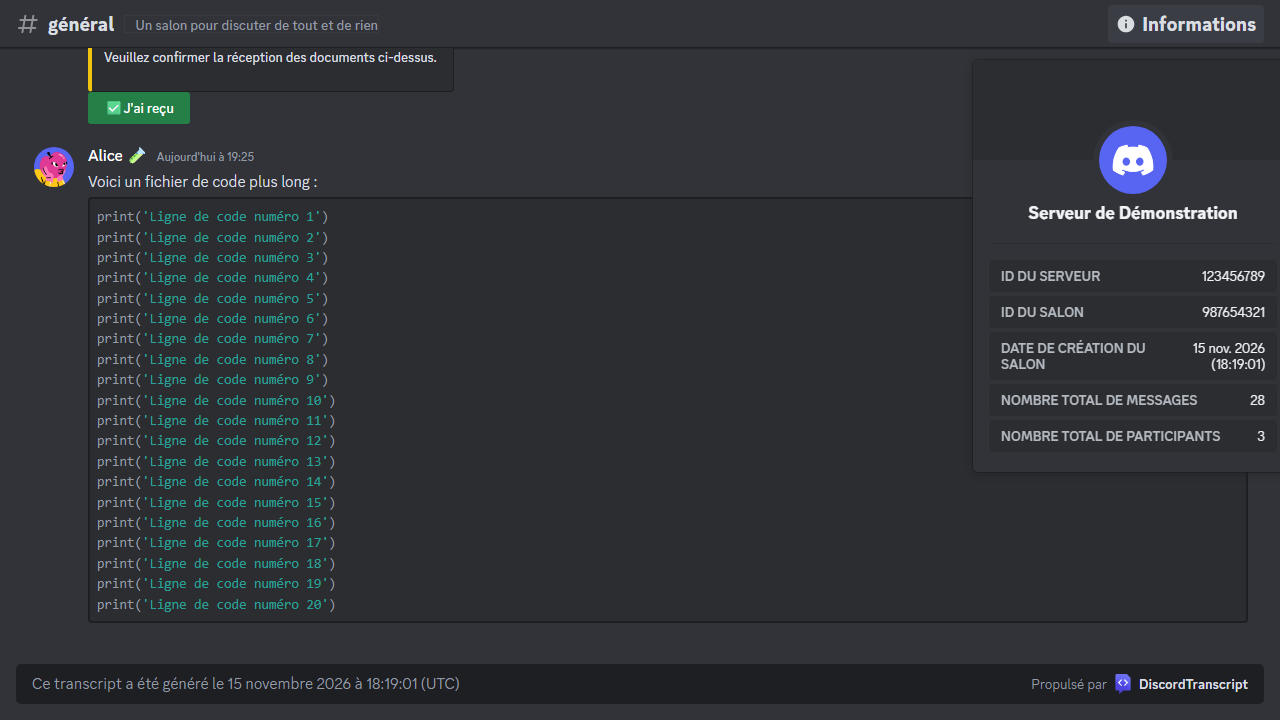 général
Un salon pour discuter de tout et de rien
Informations
Veuillez confirmer la réception des documents ci-dessus.
✅ J'ai reçu
Alice 🧪 Aujourd'hui à 19:25
Voici un fichier de code plus long :
print('Ligne de code numéro 1')
print('Ligne de code numéro 2')
print('Ligne de code numéro 3')
print('Ligne de code numéro 4')
print('Ligne de code numéro 5')
print('Ligne de code numéro 6')
print('Ligne de code numéro 7')
print('Ligne de code numéro 8')
print('Ligne de code numéro 9')
print('Ligne de code numéro 10')
print('Ligne de code numéro 11')
print('Ligne de code numéro 12')
print('Ligne de code numéro 13')
print('Ligne de code numéro 14')
print('Ligne de code numéro 15')
print('Ligne de code numéro 16')
print('Ligne de code numéro 17')
print('Ligne de code numéro 18')
print('Ligne de code numéro 19')
print('Ligne de code numéro 20')
Serveur de Démonstration
ID DU SERVEUR 123456789
ID DU SALON 987654321
DATE DE CRÉATION DU SALON 15 nov. 2026 (18:19:01)
NOMBRE TOTAL DE MESSAGES 28
NOMBRE TOTAL DE PARTICIPANTS 3
Ce transcript a été généré le 15 novembre 2026 à 18:19:01 (UTC)
Propulsé par DiscordTranscript